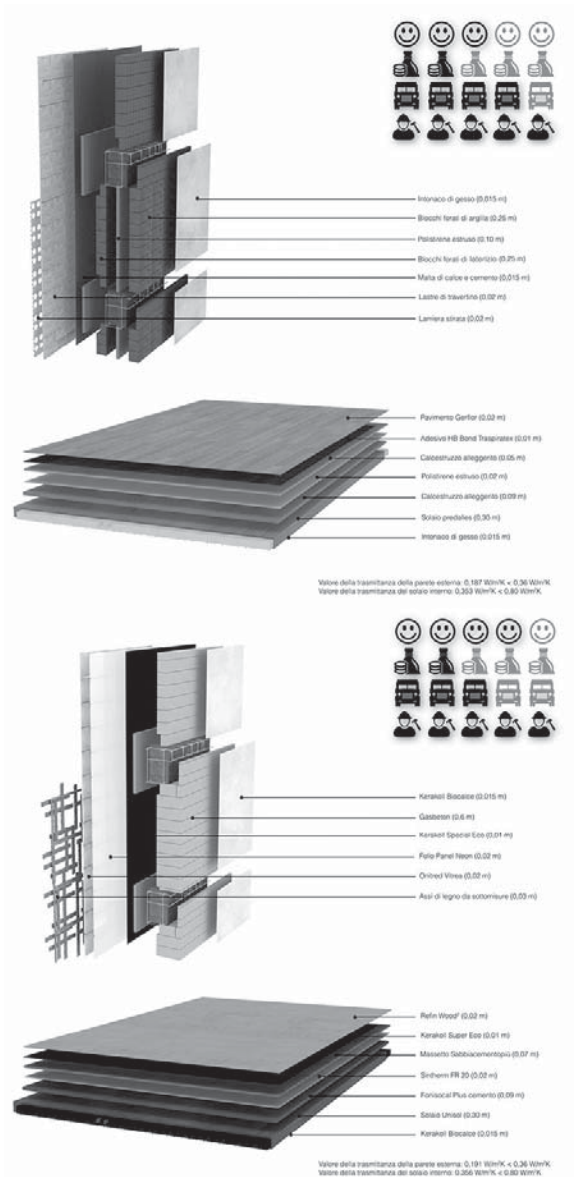 Intonaco di gesso (0,015 m)
Blocchi forati di argilla (0,26 m)
Polistirene estruso (0,10 m)
Blocchi forati di laterizio (0,25 m)
Malta di calce e cemento (0,015 m)
Lastre di travertino (0,02 m)
Lamiera stirata (0,02 m)
Pavimento Gerflor (0,02 m)
Adesivo HB Bond Traspiratex (0,01 m)
Calcestruzzo alleggerito (0,05 m)
Polistirene estruso (0,02 m)
Calcestruzzo alleggerito (0,09 m)
Solaio predalles (0,30 m)
Intonaco di gesso (0,015 m)
Valore della trasmittanza della parete esterna: 0,187 W/m²K < 0,36 W/m²K
Valore della trasmittanza del solaio interno: 0,353 W/m²K < 0,80 W/m²K
Kerakoll Biocalce (0,015 m)
Gasbeton (0,6 m)
Kerakoll Special Eco (0,01 m)
Folio Panel Neon (0,02 m)
Onitred Vitrea (0,02 m)
Assi di legno da sottomisure (0,03 m)
Refin Wood² (0,02 m)
Kerakoll Super Eco (0,01 m)
Massetto Sabbiacementopiù (0,07 m)
Sirtherm FR 20 (0,02 m)
Fonisocal Plus cemento (0,09 m)
Solaio Unisol (0,30 m)
Kerakoll Biocalce (0,015 m)
Valore della trasmittanza della parete esterna: 0,191 W/m²K < 0,36 W/m²K
Valore della trasmittanza del solaio interno: 0,356 W/m²K < 0,80 W/m²K